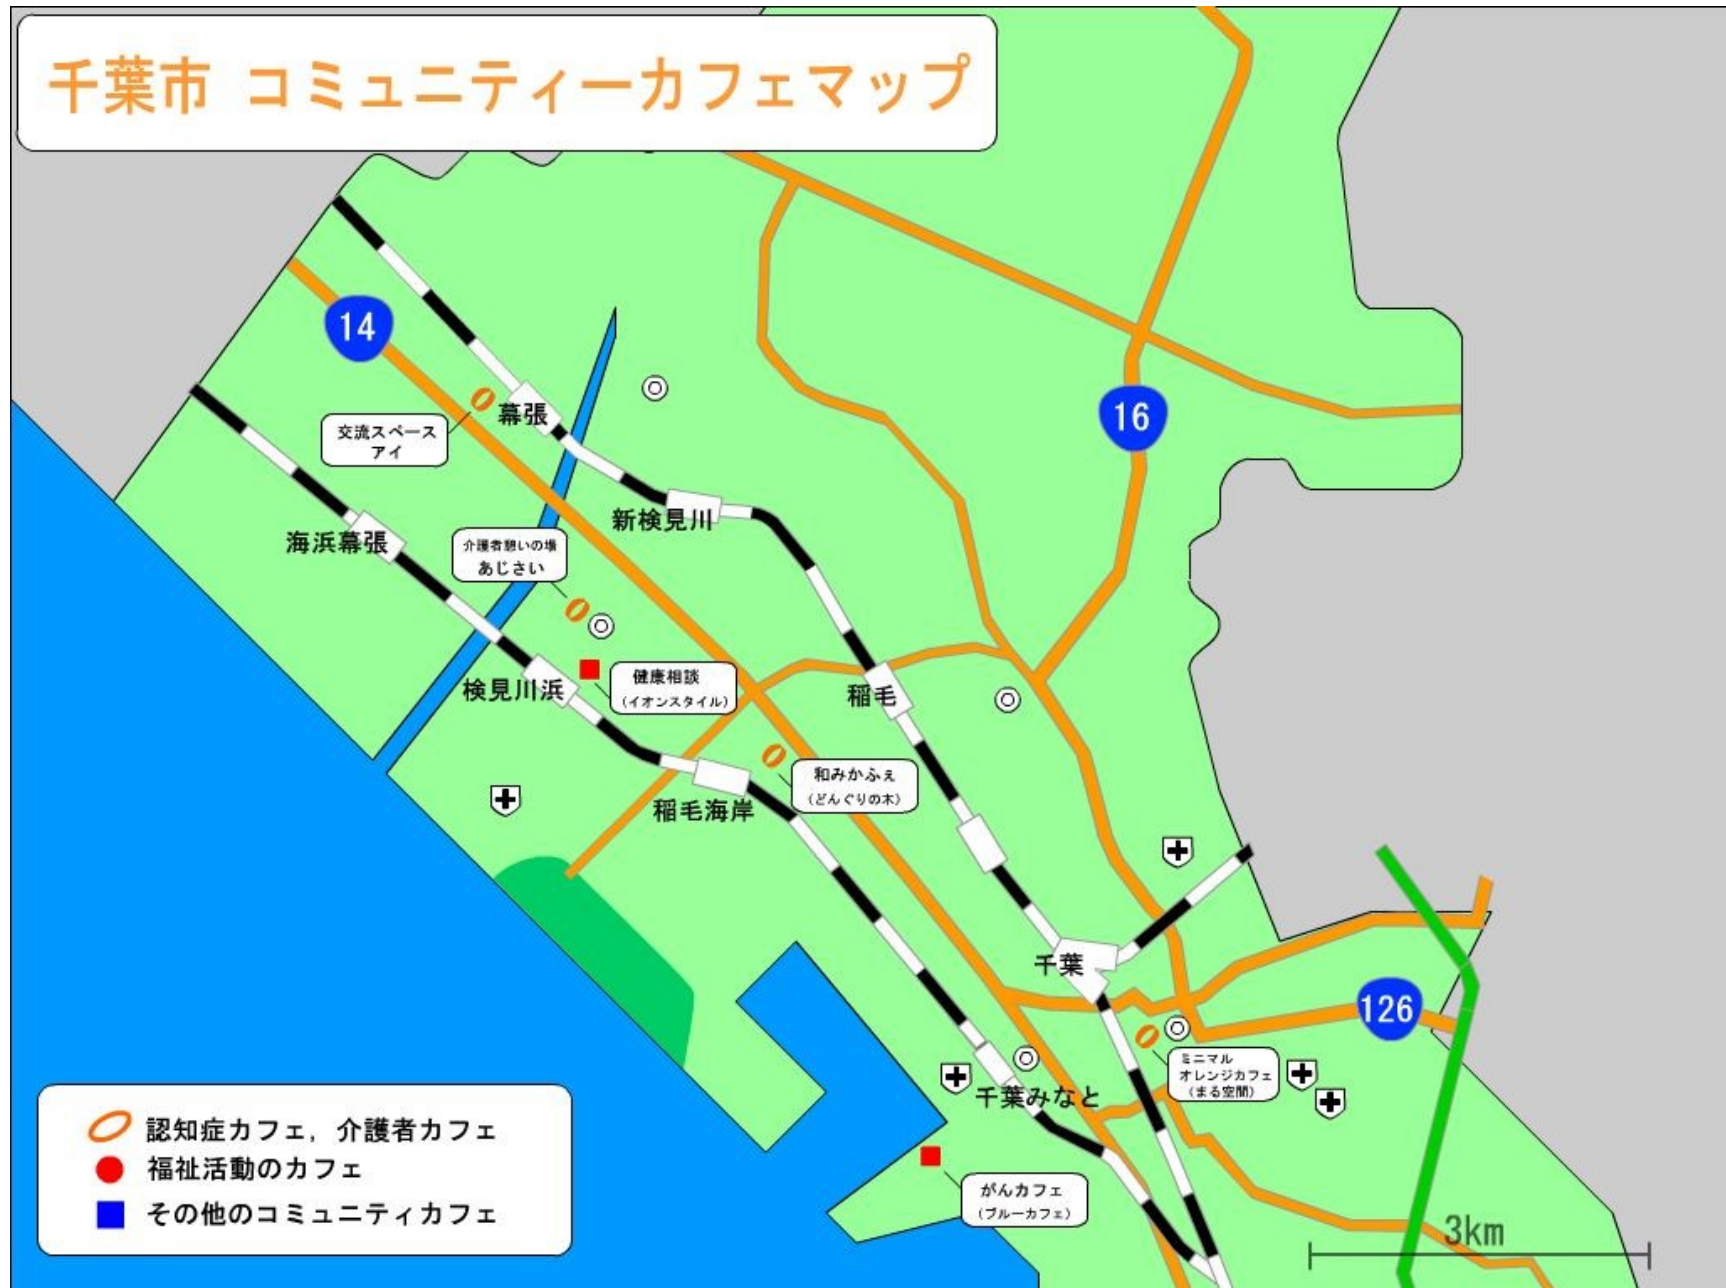 千葉市 コミュニティーカフェマップ
14
16
幕張
交流スペース
アイ
新検見川
海浜幕張
介護者憩いの場
あじさい
健康相談
(イオンスタイル)
検見川浜
稲毛
和みかふぇ
(どんぐりの木)
稲毛海岸
千葉
126
ミニマル
オレンジカフェ
(まる空間)
千葉みなと
がんカフェ
(ブルーカフェ)
認知症カフェ，介護者カフェ
福祉活動のカフェ
その他のコミュニティカフェ
3km